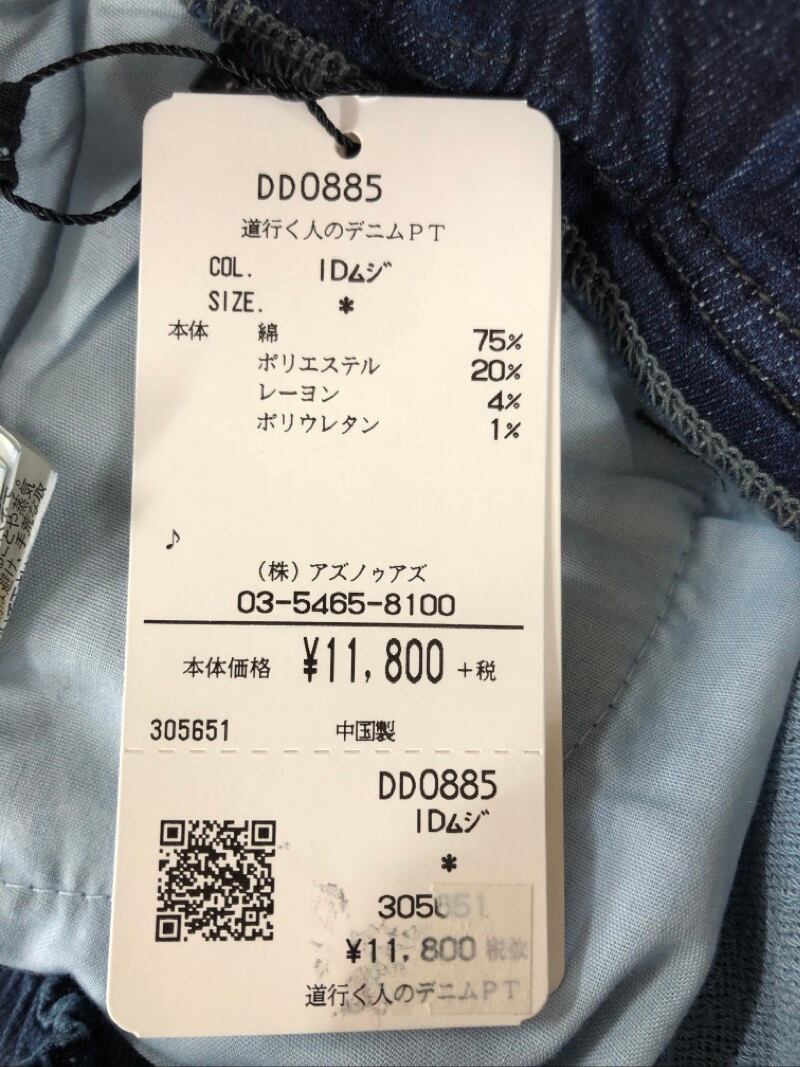 DD0885
道行く人のデニムPT
COL. IDムジ
SIZE. *
本体 綿 75%
ポリエステル 20%
レーヨン 4%
ポリウレタン 1%
♪
(株)アズノゥアズ
03-5465-8100
本体価格 ¥11,800 +税
305651 中国製
DD0885
IDムジ
*
305651
¥11,800 税抜
道行く人のデニムPT